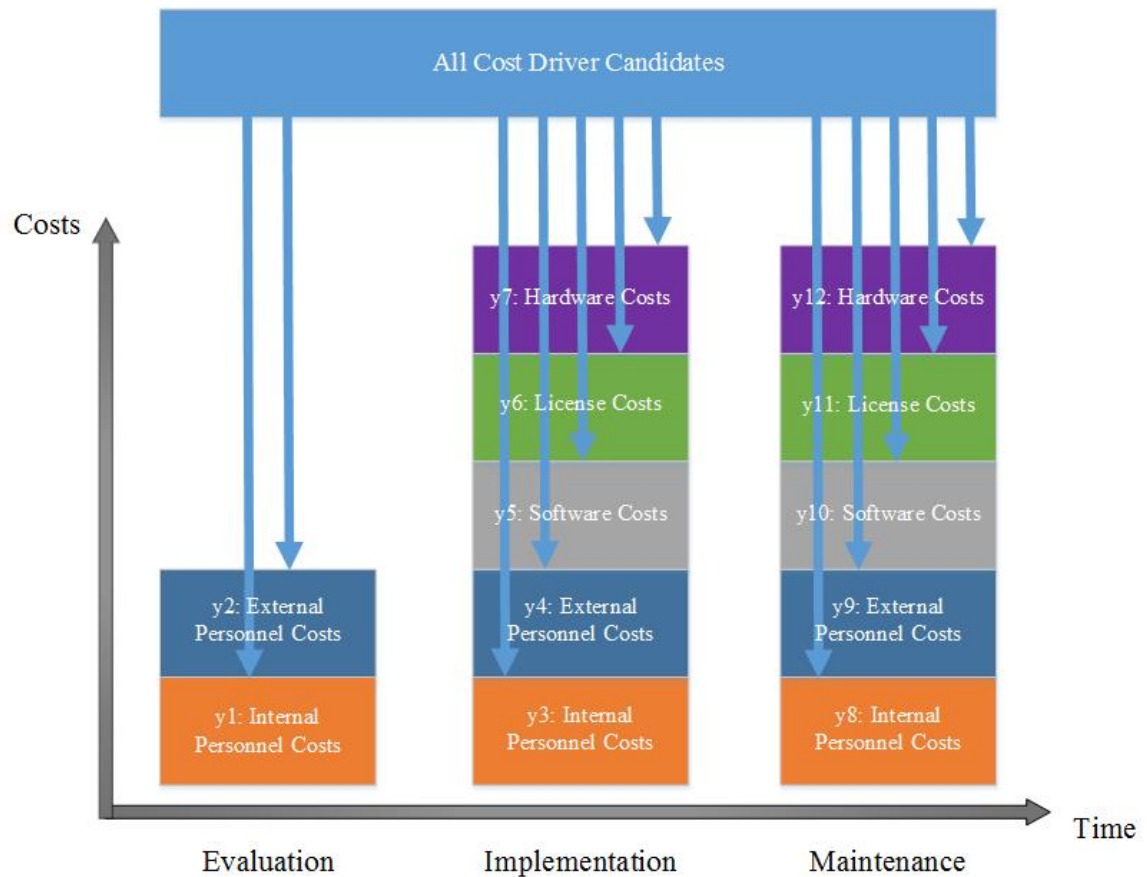 All Cost Driver Candidates
Costs
y7: Hardware Costs
y12: Hardware Costs
y6: License Costs
y11: License Costs
y5: Software Costs
y10: Software Costs
y2: External
Personnel Costs
y4: External
Personnel Costs
y9: External
Personnel Costs
y1: Internal
Personnel Costs
y3: Internal
Personnel Costs
y8: Internal
Personnel Costs
Time
Evaluation
Implementation
Maintenance